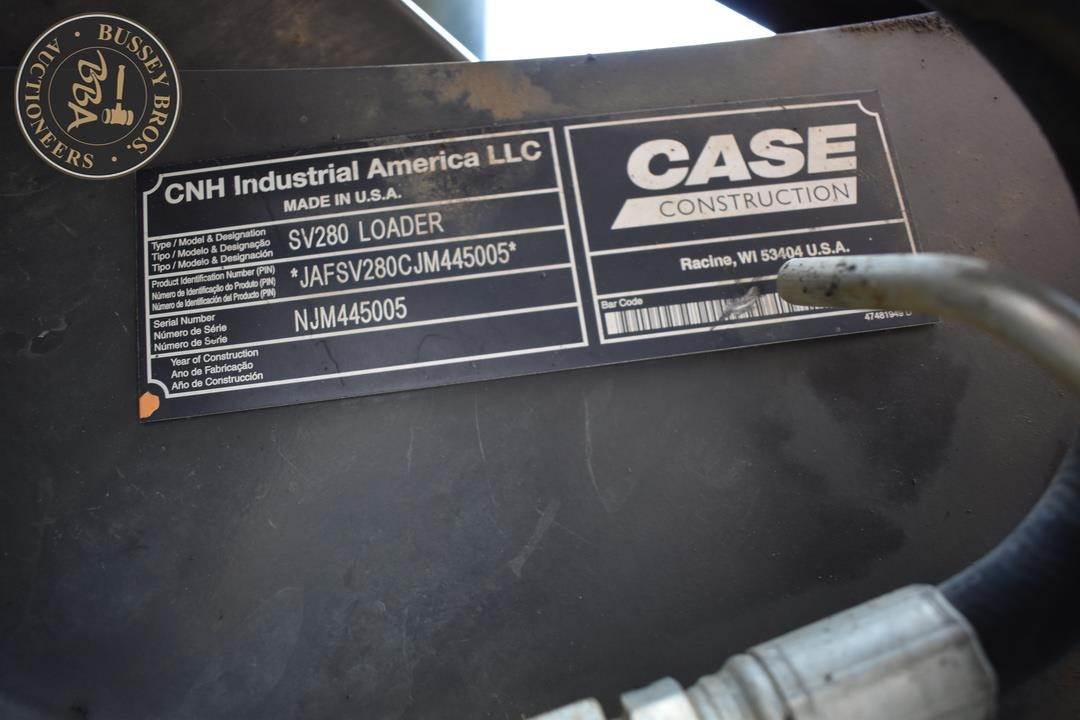 BUSSEY BROS.
AUCTIONEERS
BBA
CNH Industrial America LLC
MADE IN U.S.A.
Type / Model & Designation
Tipo / Modelo & Designação
Tipo / Modelo & Designación
SV280 LOADER
Product Identification Number (PIN)
Número de Identificação do Produto (PIN)
Número de Identificación del Producto (PIN)
*JAFSV280CJM445005*
Serial Number
Número de Série
Número de Serie
NJM445005
Year of Construction
Ano de Fabricação
Año de Construcción
CASE
CONSTRUCTION
Racine, WI 53404 U.S.A.
Bar Code